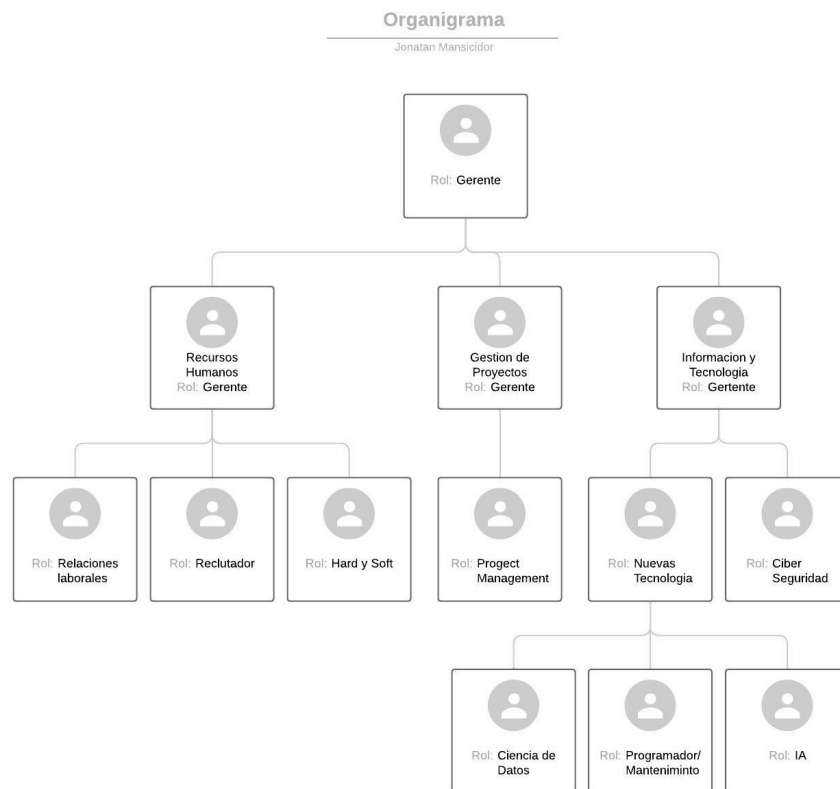 Organigrama
Jonatan Mansicidor
Rol: Gerente
Recursos
Humanos
Rol: Gerente
Gestion de
Proyectos
Rol: Gerente
Informacion y
Tecnologia
Rol: Gertente
Rol: Relaciones
laborales
Rol: Reclutador
Rol: Hard y Soft
Rol: Progect
Management
Rol: Nuevas
Tecnologia
Rol: Ciber
Seguridad
Rol: Ciencia de
Datos
Rol: Programador/
Manteniminto
Rol: IA